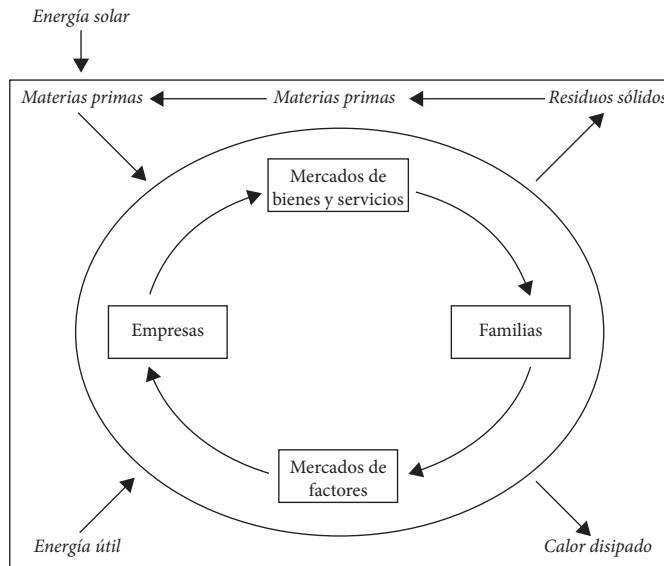 Energía solar
Materias primas
Materias primas
Residuos sólidos
Mercados de
bienes y servicios
Empresas
Familias
Mercados de
factores
Energía útil
Calor disipado